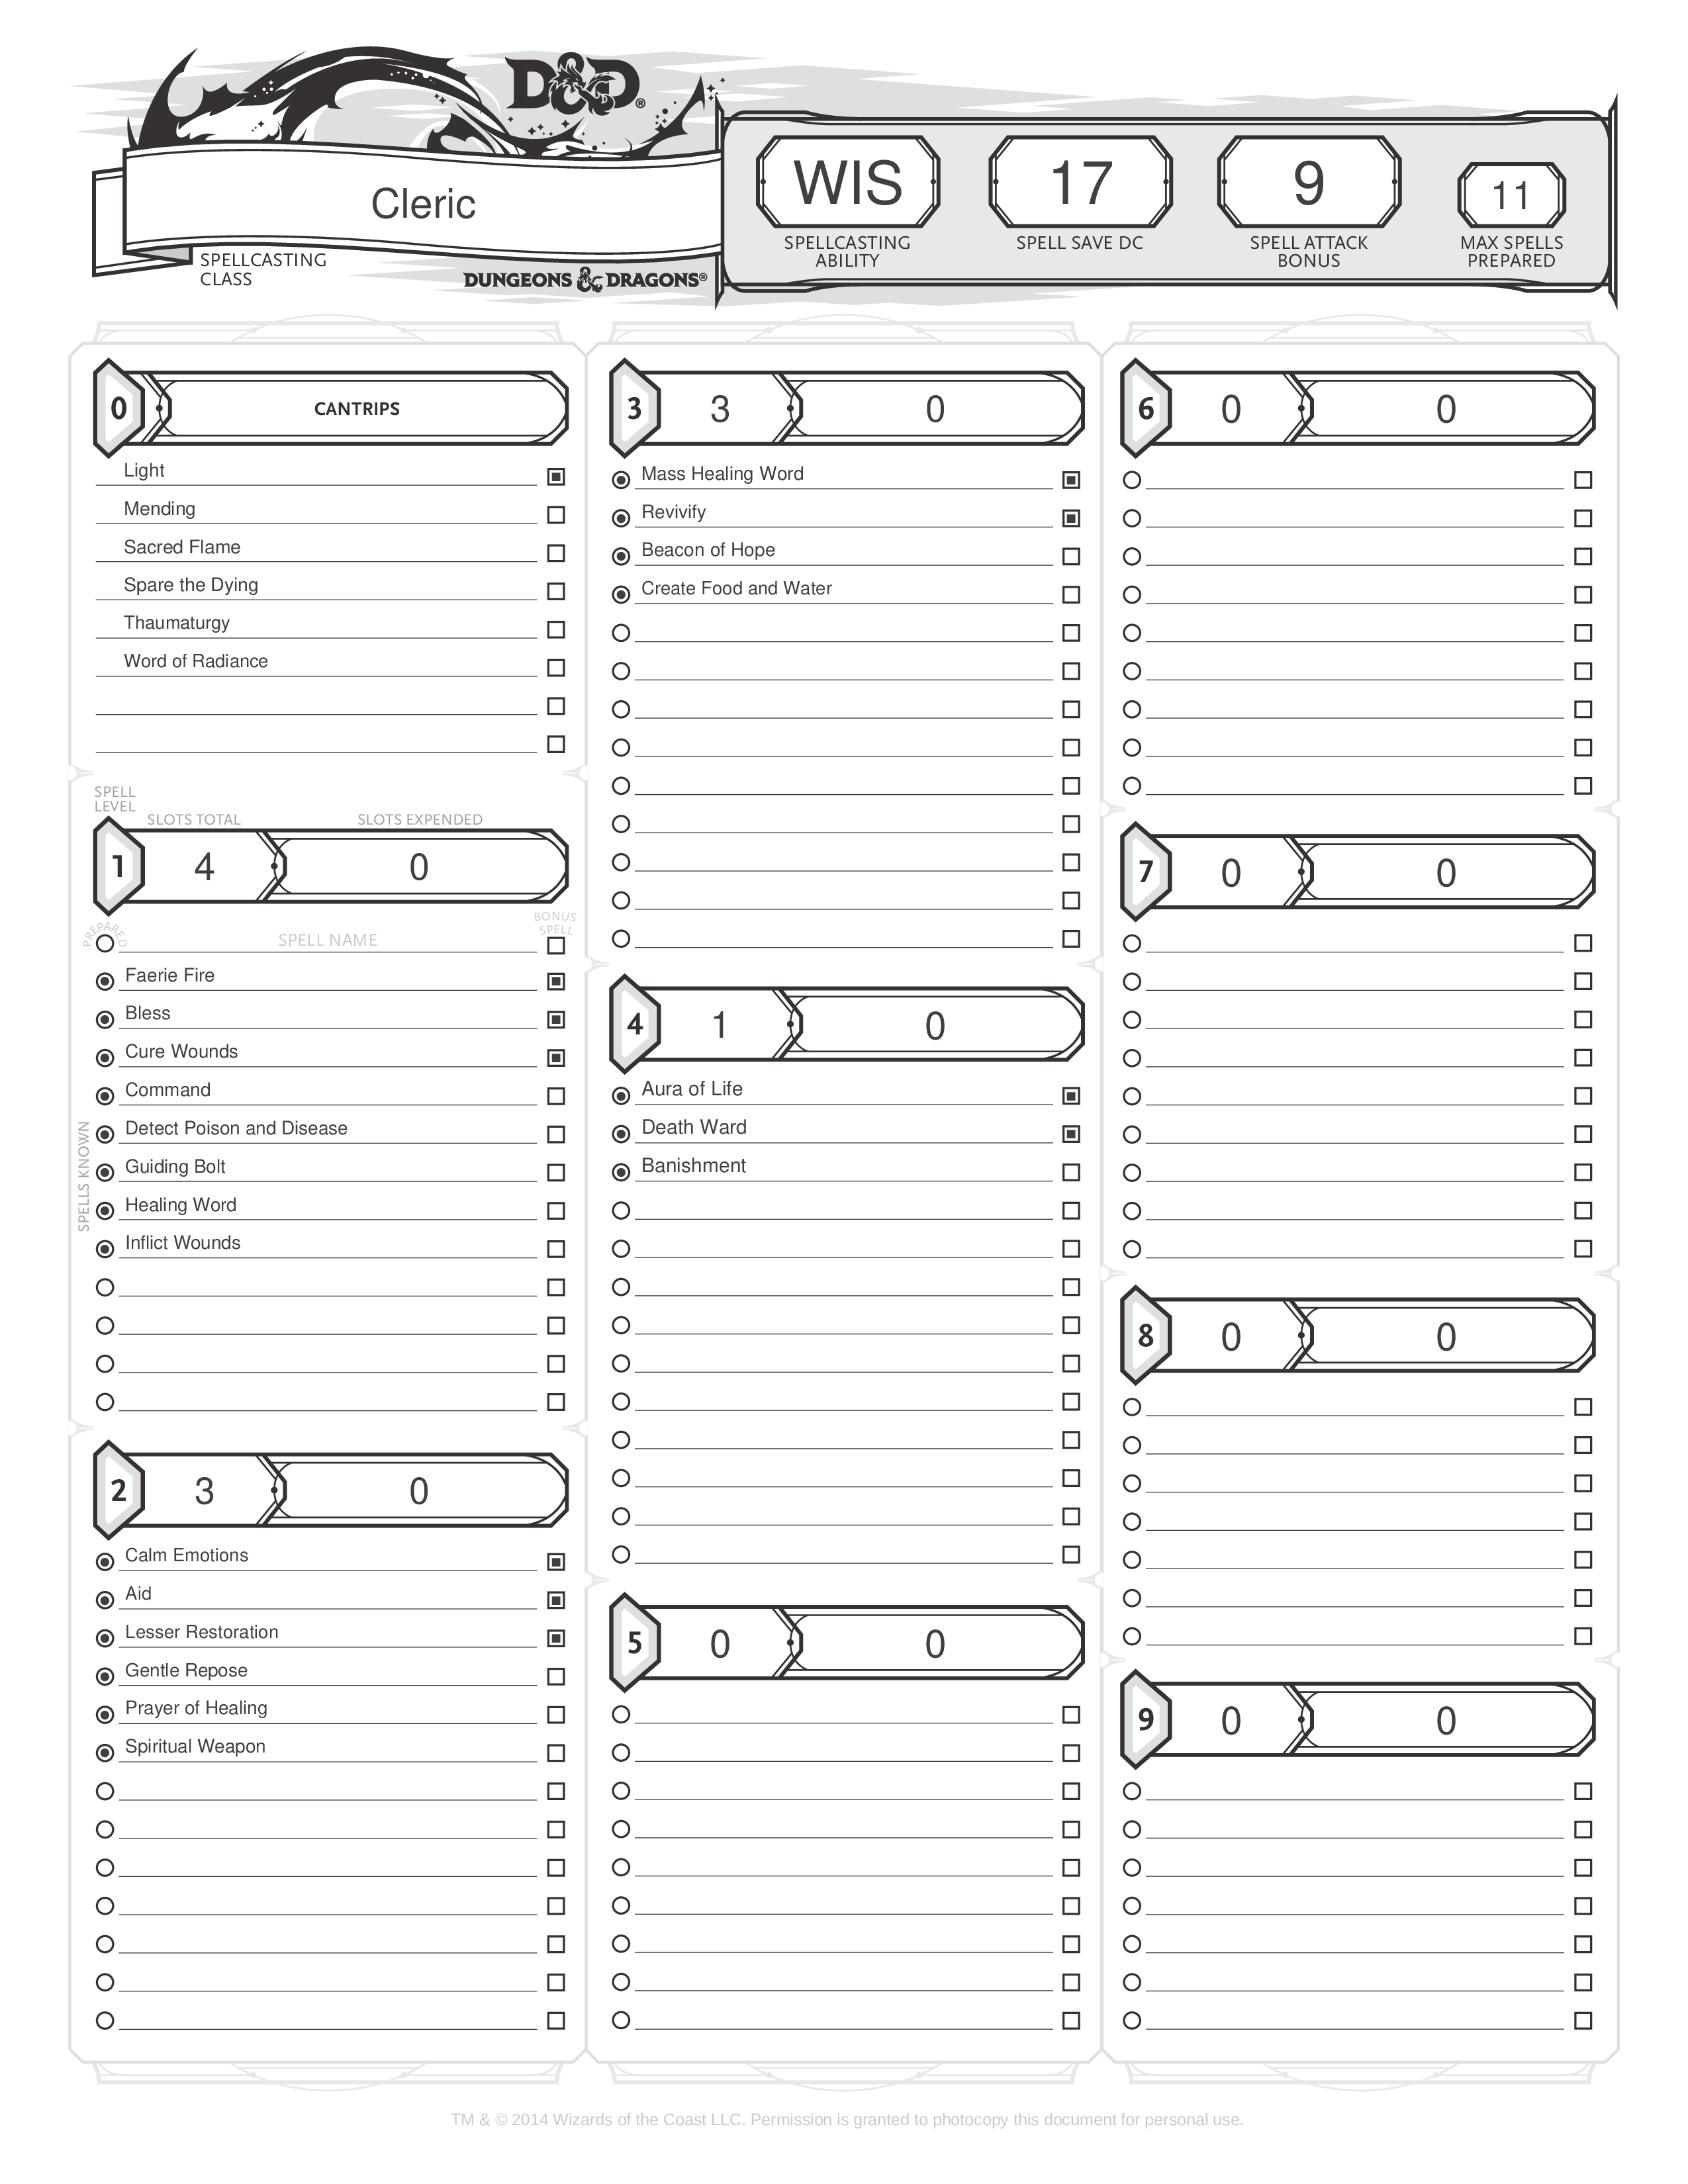 D&D®
Cleric
SPELLCASTING
CLASS
DUNGEONS & DRAGONS®
WIS
SPELLCASTING
ABILITY
17
SPELL SAVE DC
9
SPELL ATTACK
BONUS
11
MAX SPELLS
PREPARED
0
CANTRIPS
Light
Mending
Sacred Flame
Spare the Dying
Thaumaturgy
Word of Radiance
SPELL
LEVEL
SLOTS TOTAL
SLOTS EXPENDED
1 4 0
PREPARED
SPELL NAME
BONUS
SPELL
SPELLS KNOWN
Faerie Fire
Bless
Cure Wounds
Command
Detect Poison and Disease
Guiding Bolt
Healing Word
Inflict Wounds
2 3 0
Calm Emotions
Aid
Lesser Restoration
Gentle Repose
Prayer of Healing
Spiritual Weapon
3 3 0
Mass Healing Word
Revivify
Beacon of Hope
Create Food and Water
4 1 0
Aura of Life
Death Ward
Banishment
5 0 0
6 0 0
7 0 0
8 0 0
9 0 0
TM & © 2014 Wizards of the Coast LLC. Permission is granted to photocopy this document for personal use.